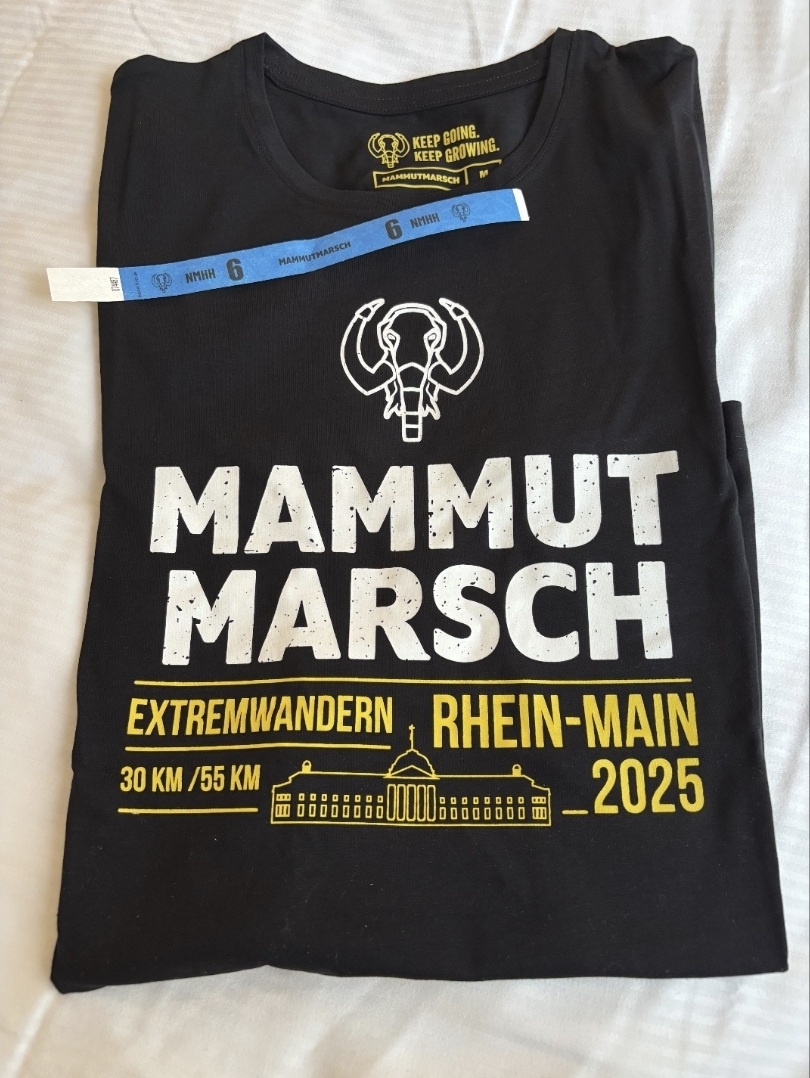 KEEP GOING.
KEEP GROWING.
MAMMUTMARSCH M
NMHH 6 MAMMUTMARSCH 6 NMHH
MAMMUT
MARSCH
EXTREMWANDERN RHEIN-MAIN
30 KM /55 KM _2025